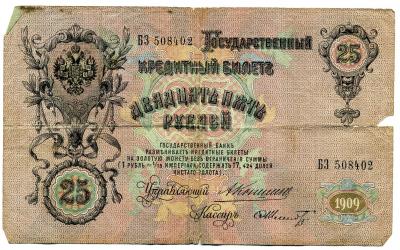 БЗ 508402
Государственный
25
Кредитный Билетъ
Двадцать пять
рублей
Государственный Банкъ
размѣниваетъ кредитные билеты
на золотую монету безъ ограниченія суммы
(1 рубль = 1/15 имперіала, содержитъ 17,424 долей
чистаго золота).
БЗ 508402
Управляющій
25
Кассиръ
1909